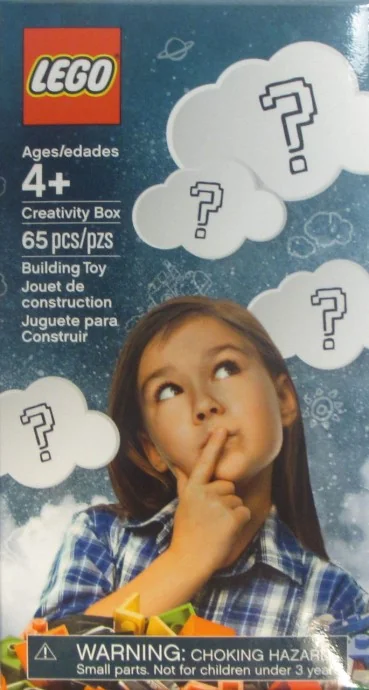 LEGO
Ages/edades
4+
Creativity Box
65 pcs/pzs
Building Toy
Jouet de
construction
Juguete para
Construir
?
?
?
?
WARNING: CHOKING HAZARD
Small parts. Not for children under 3 years